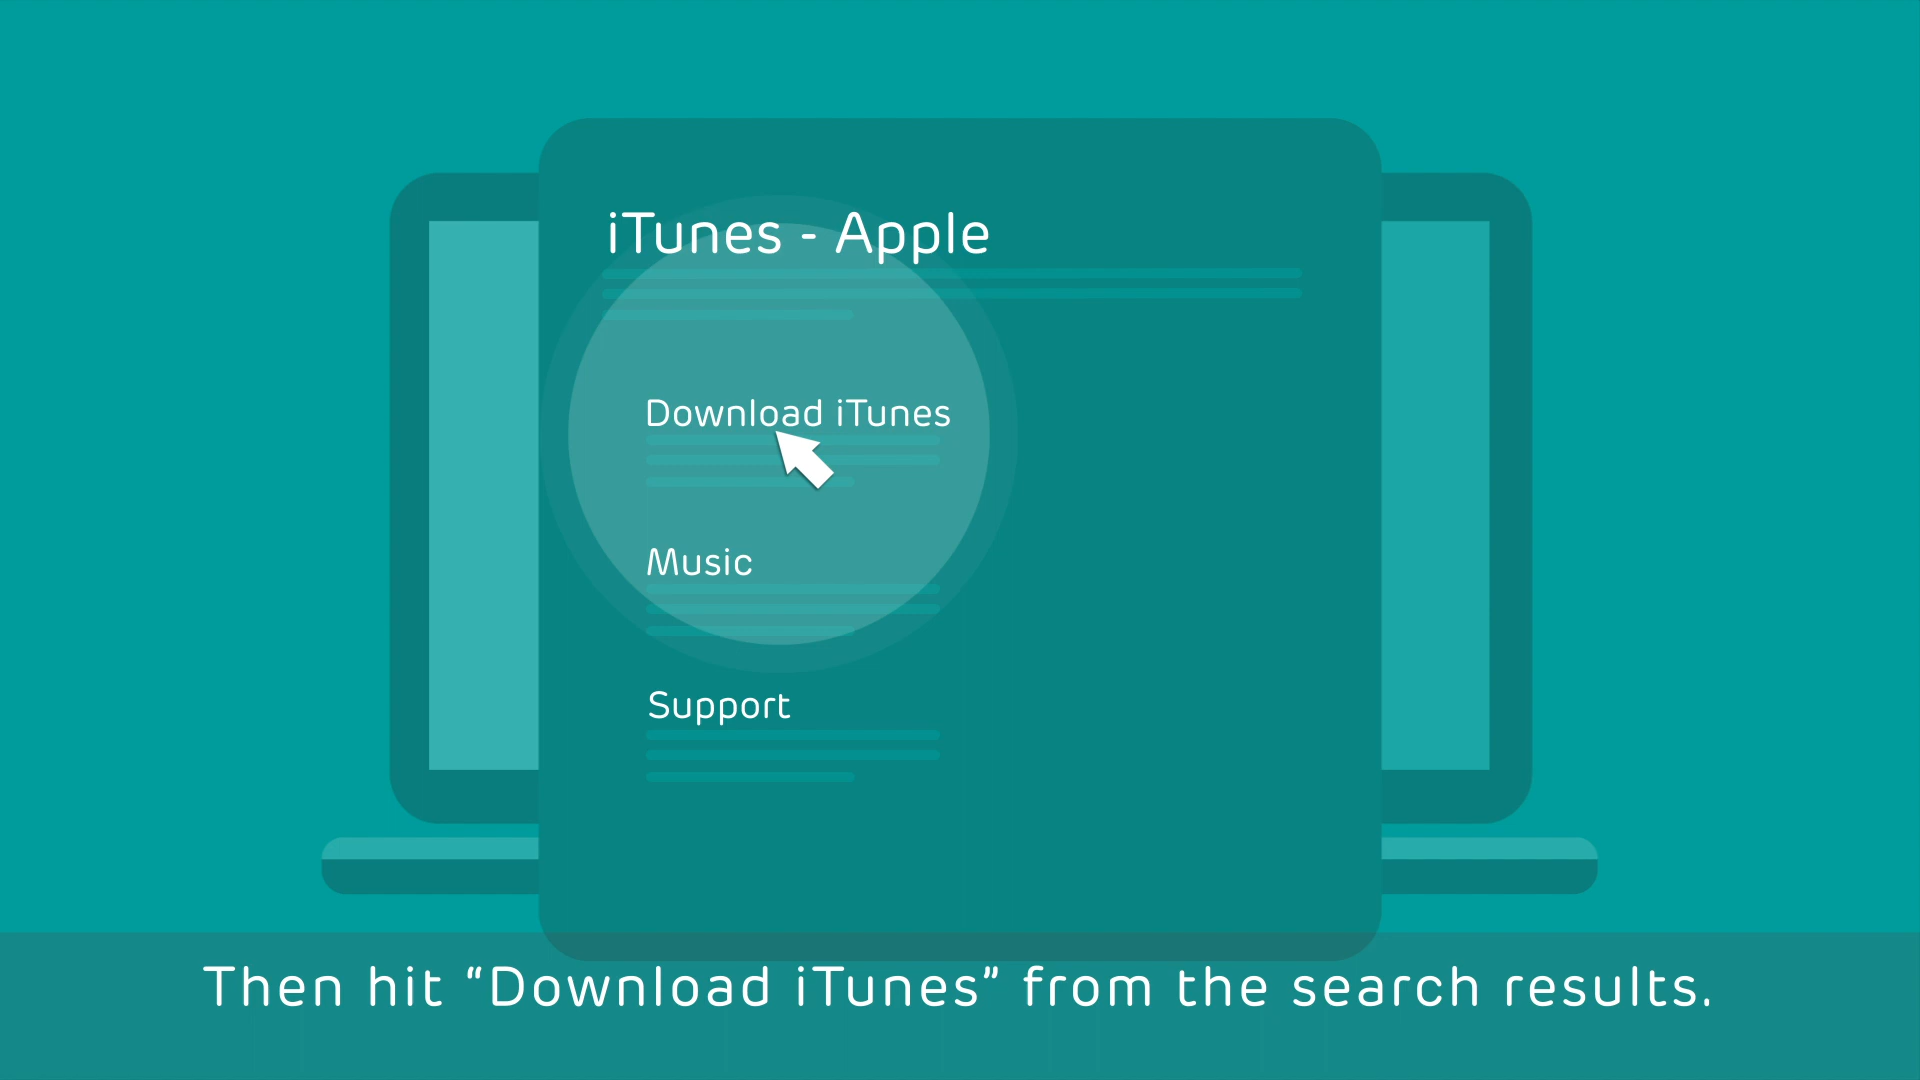 iTunes - Apple
Download iTunes
Music
Support
Then hit “Download iTunes” from the search results.